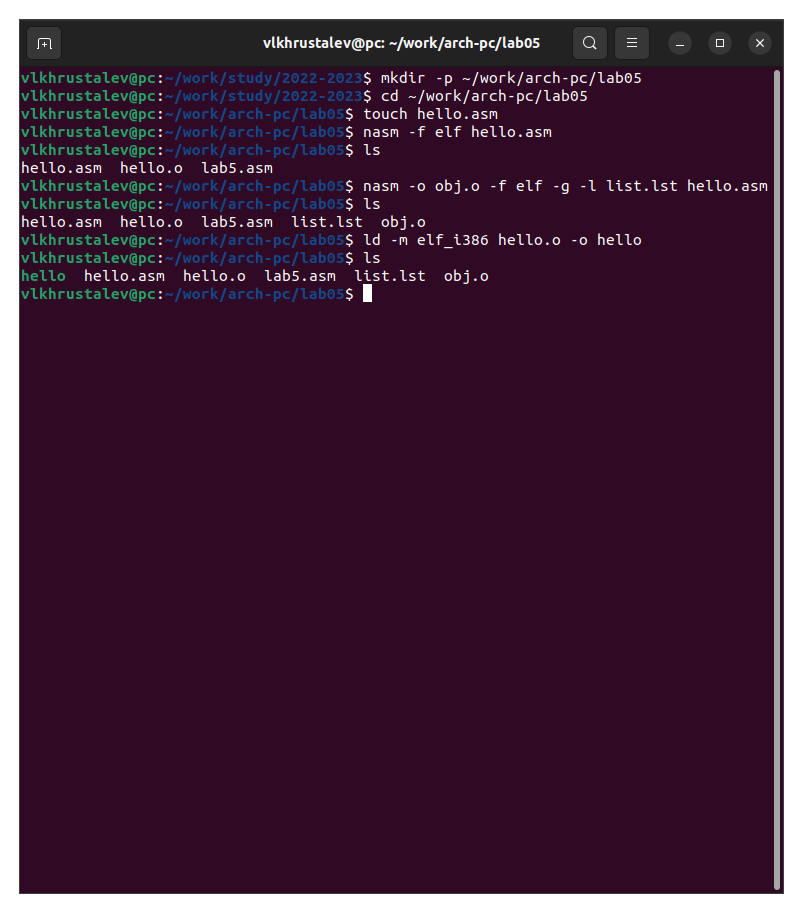 vlkhrustalev@pc: ~/work/arch-pc/lab05
vlkhrustalev@pc:~/work/study/2022-2023$ mkdir -p ~/work/arch-pc/lab05
vlkhrustalev@pc:~/work/study/2022-2023$ cd ~/work/arch-pc/lab05
vlkhrustalev@pc:~/work/arch-pc/lab05$ touch hello.asm
vlkhrustalev@pc:~/work/arch-pc/lab05$ nasm -f elf hello.asm
vlkhrustalev@pc:~/work/arch-pc/lab05$ ls
hello.asm  hello.o  lab5.asm
vlkhrustalev@pc:~/work/arch-pc/lab05$ nasm -o obj.o -f elf -g -l list.lst hello.asm
vlkhrustalev@pc:~/work/arch-pc/lab05$ ls
hello.asm  hello.o  lab5.asm  list.lst  obj.o
vlkhrustalev@pc:~/work/arch-pc/lab05$ ld -m elf_i386 hello.o -o hello
vlkhrustalev@pc:~/work/arch-pc/lab05$ ls
hello  hello.asm  hello.o  lab5.asm  list.lst  obj.o
vlkhrustalev@pc:~/work/arch-pc/lab05$